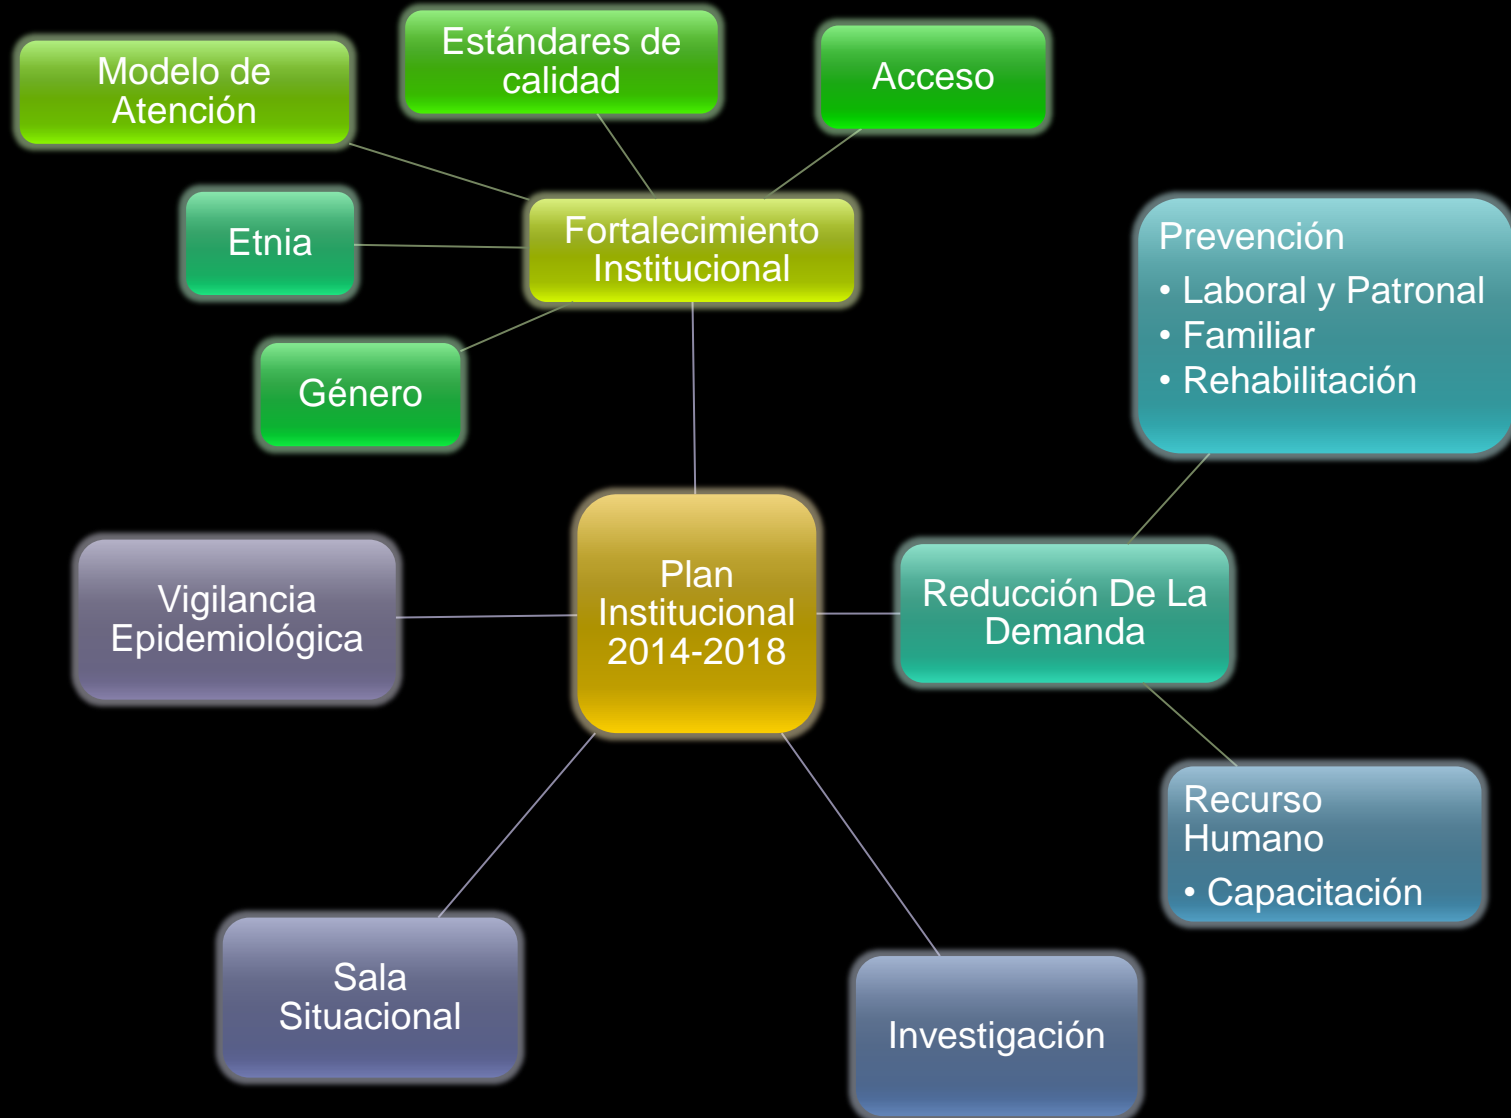 Modelo de
Atención
Estándares de
calidad
Acceso
Etnia
Fortalecimiento
Institucional
Género
Prevención
• Laboral y Patronal
• Familiar
• Rehabilitación
Vigilancia
Epidemiológica
Plan
Institucional
2014-2018
Reducción De La
Demanda
Recurso
Humano
• Capacitación
Sala
Situacional
Investigación